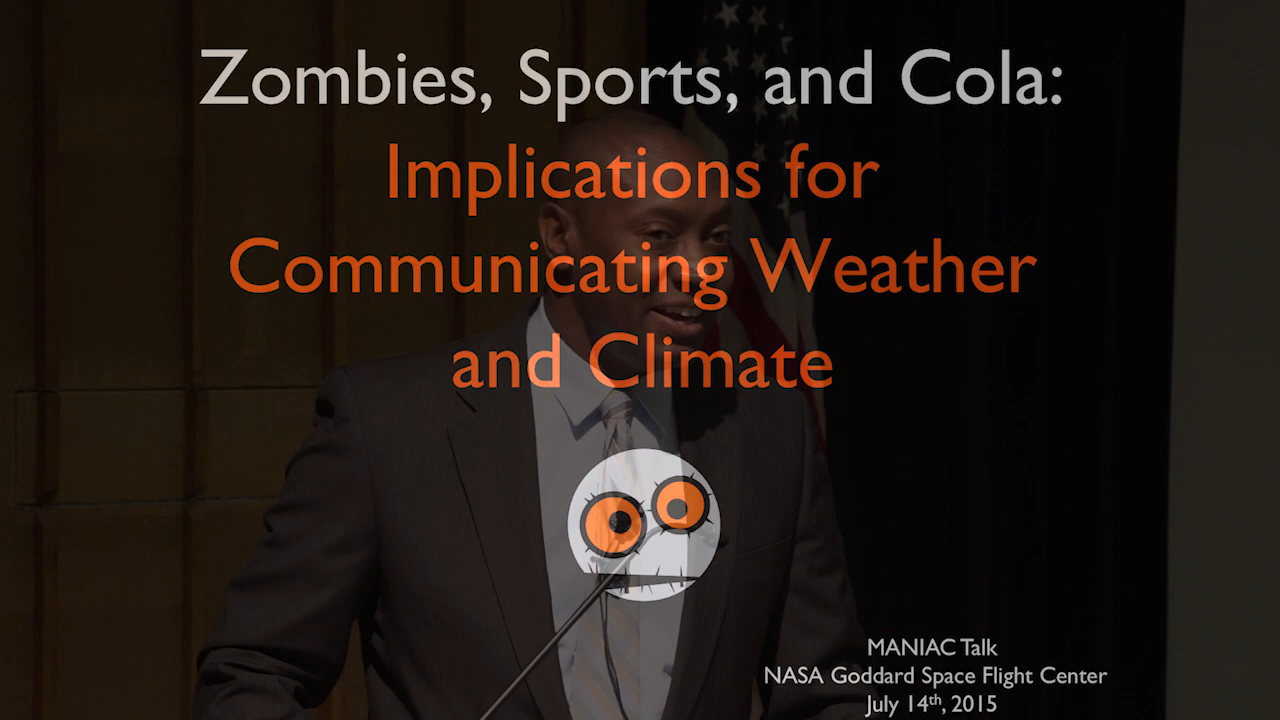 Zombies, Sports, and Cola:
Implications for
Communicating Weather
and Climate
MANIAC Talk
NASA Goddard Space Flight Center
July 14th, 2015